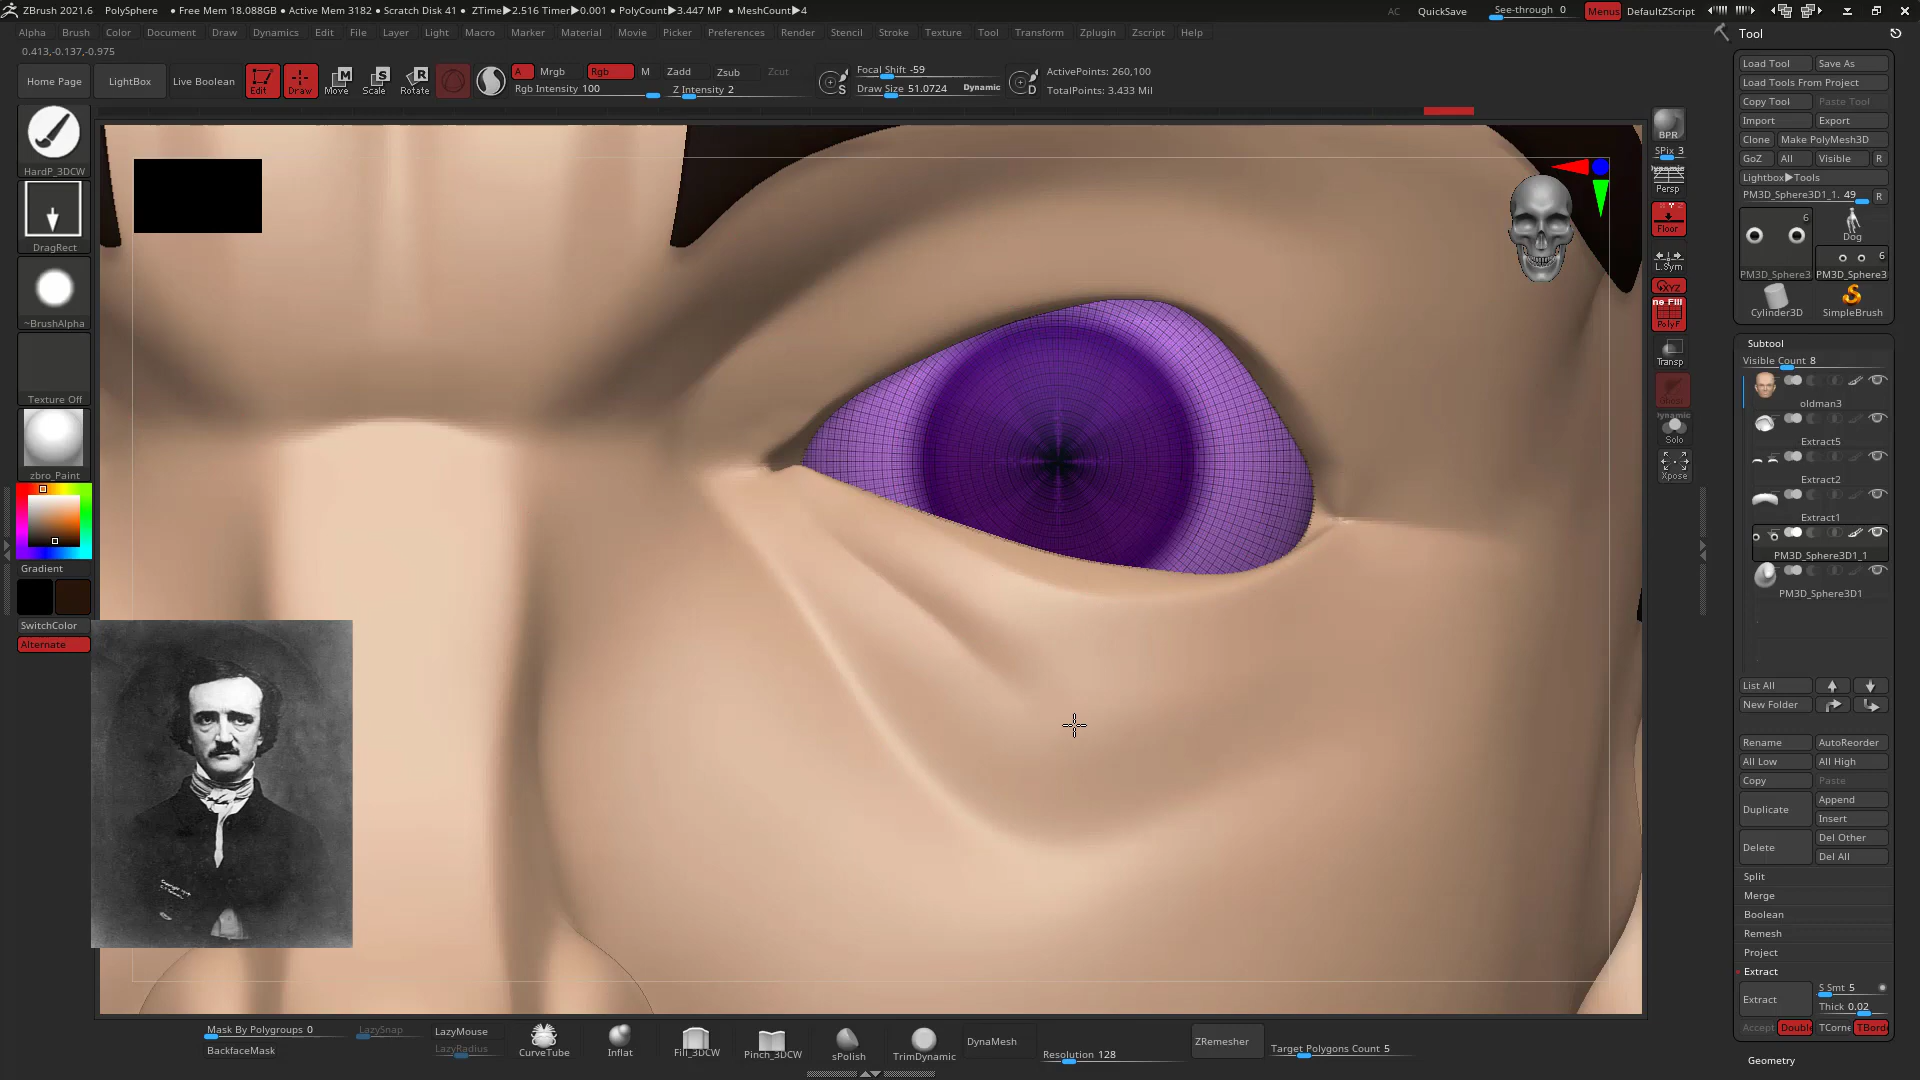 ZBrush 2021.6 PolySphere • Free Mem 18.088GB • Active Mem 3182 • Scratch Disk 41 • ZTime▶2.516 Timer▶0.001 • PolyCount▶3.447 MP • MeshCount▶4 AC QuickSave See-through 0 Menus DefaultZScript
Alpha Brush Color Document Draw Dynamics Edit File Layer Light Macro Marker Material Movie Picker Preferences Render Stencil Stroke Texture Tool Transform Zplugin Zscript Help
0.413,-0.137,-0.975
Home Page LightBox Live Boolean Edit Draw Move Scale Rotate
A Mrgb Rgb M Zadd Zsub Zcut
Rgb Intensity 100 Z Intensity 2
Focal Shift -59
Draw Size 51.0724 Dynamic
ActivePoints: 260,100
TotalPoints: 3.433 Mil
HardP_3DCW
DragRect
~BrushAlpha
Texture Off
zbro_Paint
Gradient
SwitchColor
Alternate
BPR
SPix 3
Dynamic
Persp
Floor
L.Sym
XYZ
PolyF
Transp
Dynamic
Solo
Xpose
Tool
Load Tool Save As
Load Tools From Project
Copy Tool Paste Tool
Import Export
Clone Make PolyMesh3D
GoZ All Visible R
Lightbox▶Tools
PM3D_Sphere3D1_1. 49 R
6
Dog
6
PM3D_Sphere3 PM3D_Sphere3
Cylinder3D SimpleBrush
Subtool
Visible Count 8
oldman3
Extract5
Extract2
Extract1
PM3D_Sphere3D1_1
PM3D_Sphere3D1
List All
New Folder
Rename AutoReorder
All Low All High
Copy Paste
Duplicate Append
Insert
Delete Del Other
Del All
Split
Merge
Boolean
Remesh
Project
Extract
Extract S Smt 5
Thick 0.02
Accept Double TCorne TBorde
Geometry
Mask By Polygroups 0 LazySnap LazyMouse
BackfaceMask LazyRadius
CurveTube Inflat Fill_3DCW Pinch_3DCW sPolish TrimDynamic
DynaMesh Resolution 128
ZRemesher Target Polygons Count 5